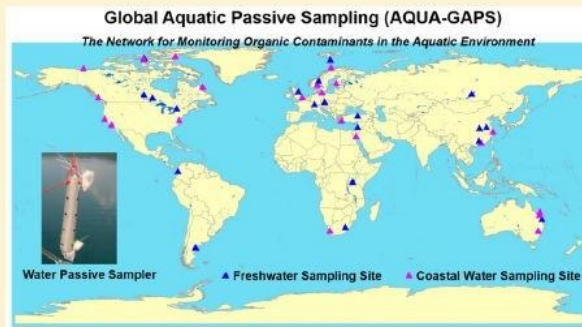 Global Aquatic Passive Sampling (AQUA-GAPS)
The Network for Monitoring Organic Contaminants in the Aquatic Environment
Water Passive Sampler
Freshwater Sampling Site
Coastal Water Sampling Site